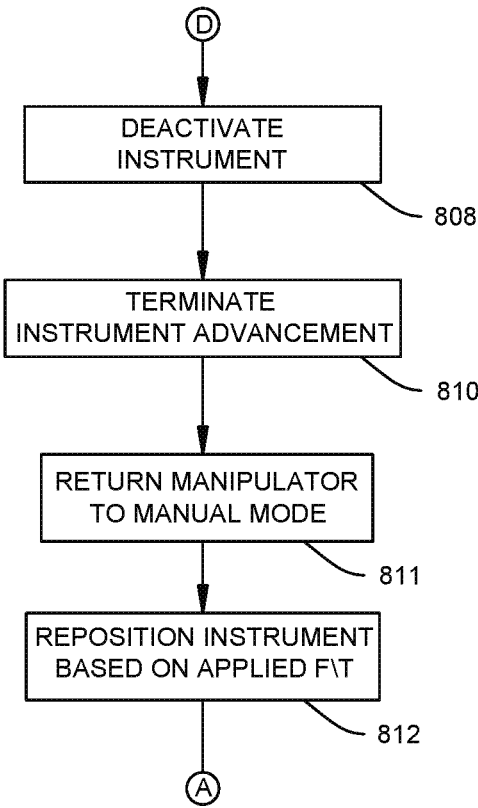 D
DEACTIVATE
INSTRUMENT
808
TERMINATE
INSTRUMENT ADVANCEMENT
810
RETURN MANIPULATOR
TO MANUAL MODE
811
REPOSITION INSTRUMENT
BASED ON APPLIED F\T
812
A